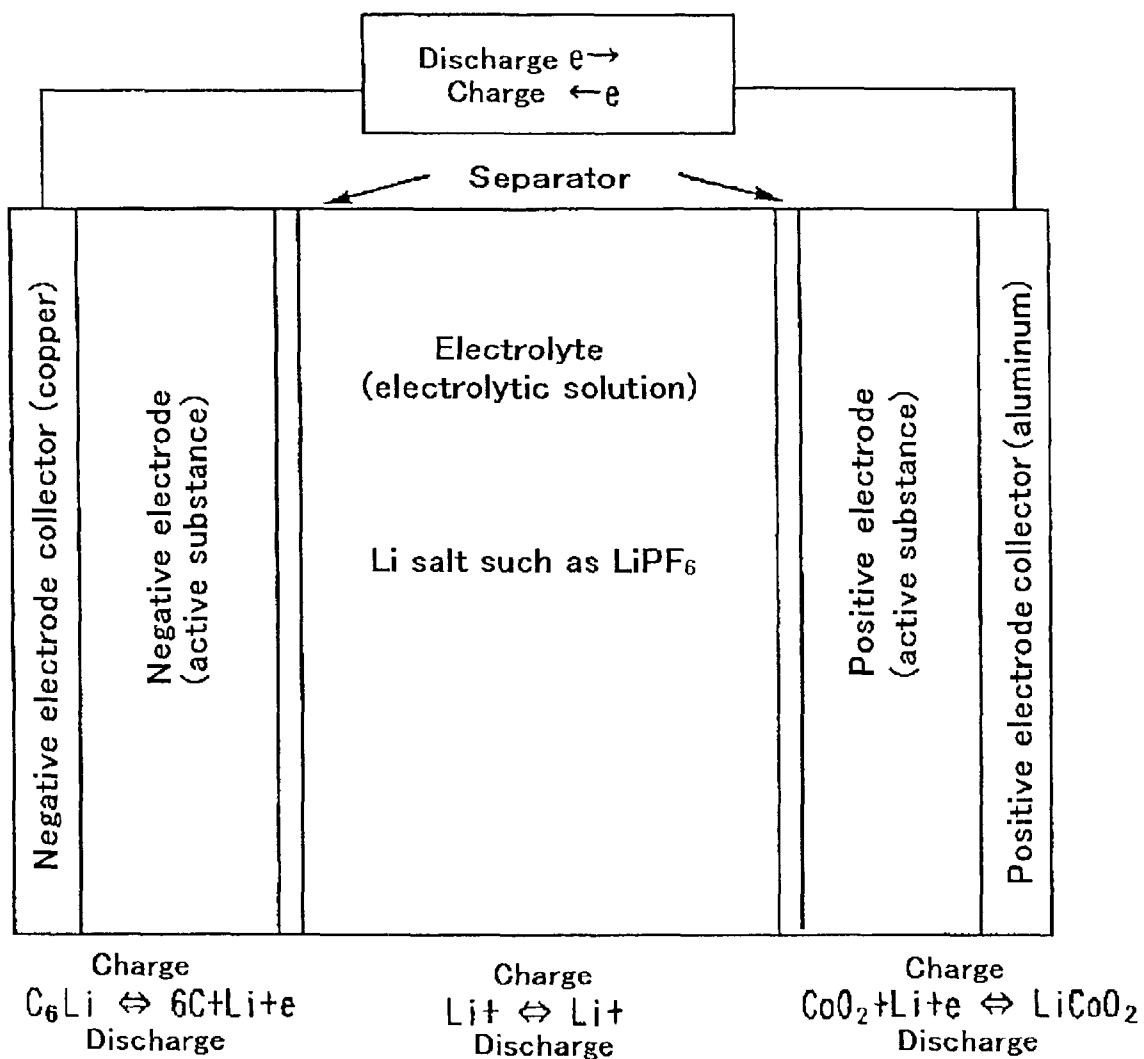 Discharge e→
Charge ←e
Separator
Negative electrode collector (copper)
Negative electrode
(active substance)
Electrolyte
(electrolytic solution)
Li salt such as LiPF₆
Positive electrode
(active substance)
Positive electrode collector (aluminum)
Charge
C₆Li ⇔ 6C+Li+e
Discharge
Charge
Li+ ⇔ Li+
Discharge
Charge
CoO₂+Li+e ⇔ LiCoO₂
Discharge